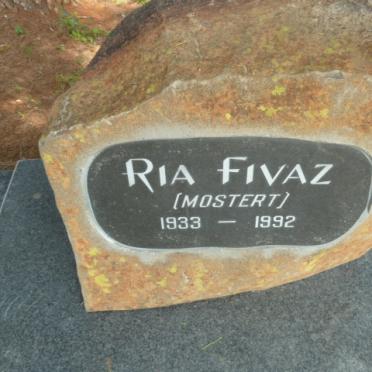 RIA FIVAZ
(MOSTERT)
1933 — 1992